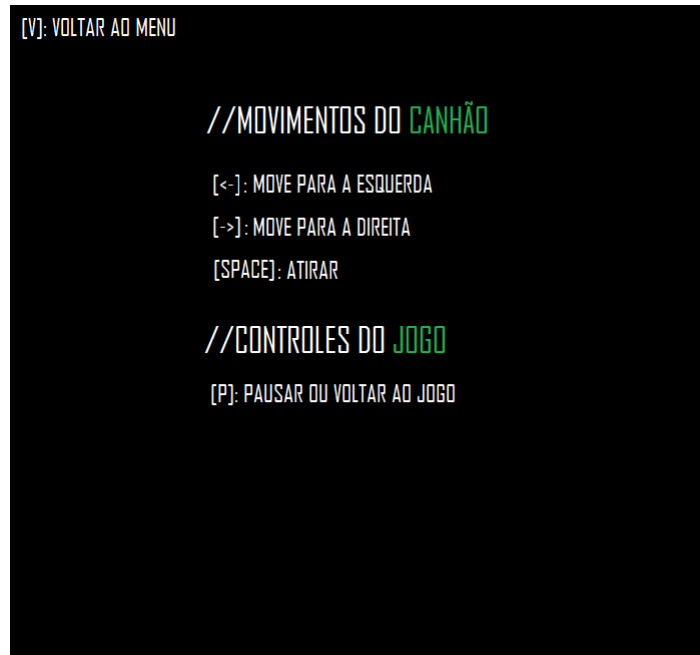 [V]: VOLTAR AO MENU
//MOVIMENTOS DO CANHÃO
[<-]: MOVE PARA A ESQUERDA
[->]: MOVE PARA A DIREITA
[SPACE]: ATIRAR
//CONTROLES DO JOGO
[P]: PAUSAR OU VOLTAR AO JOGO